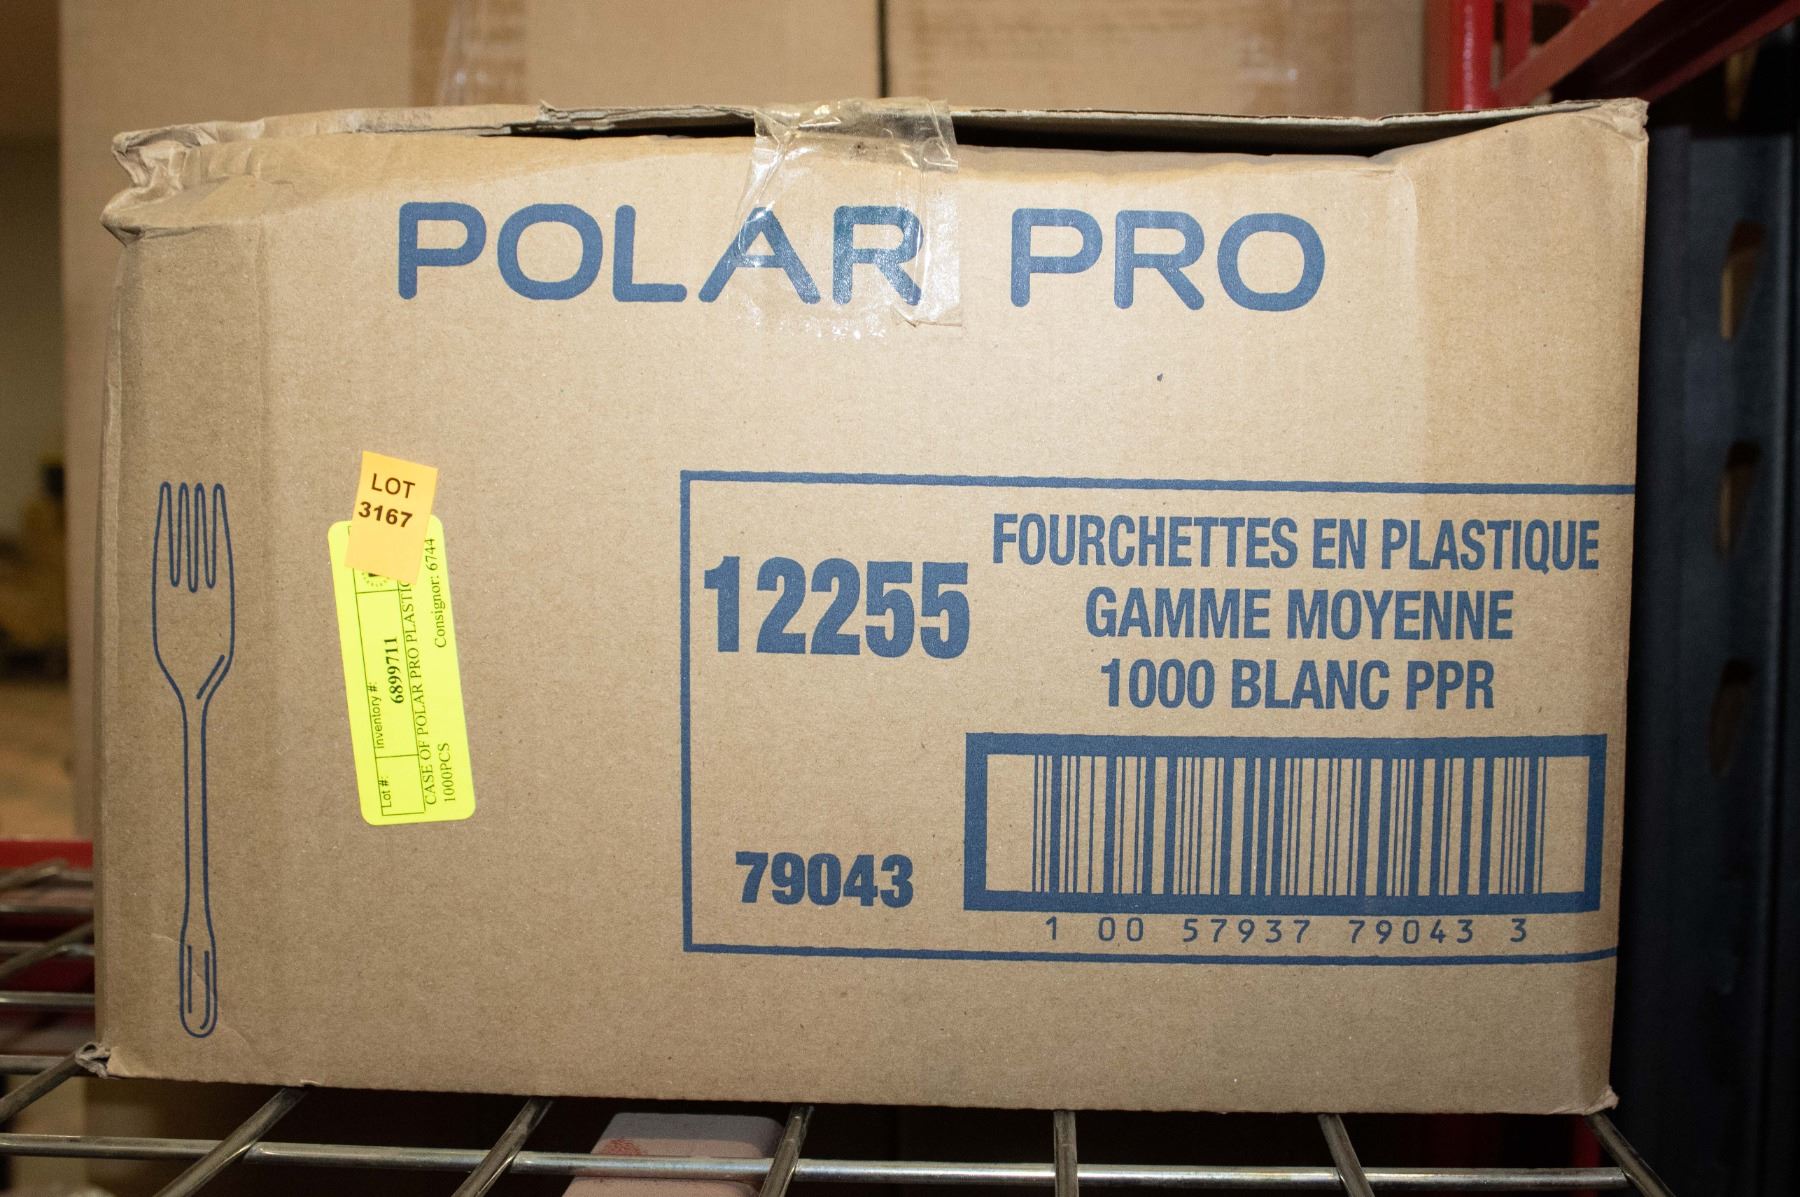 POLAR PRO
LOT
3167
Lot #:
Inventory #:
6899711
CASE OF POLAR PRO PLASTIC
1000PCS
Consignor: 6744
12255
FOURCHETTES EN PLASTIQUE
GAMME MOYENNE
1000 BLANC PPR
79043
1 00 57937 79043 3